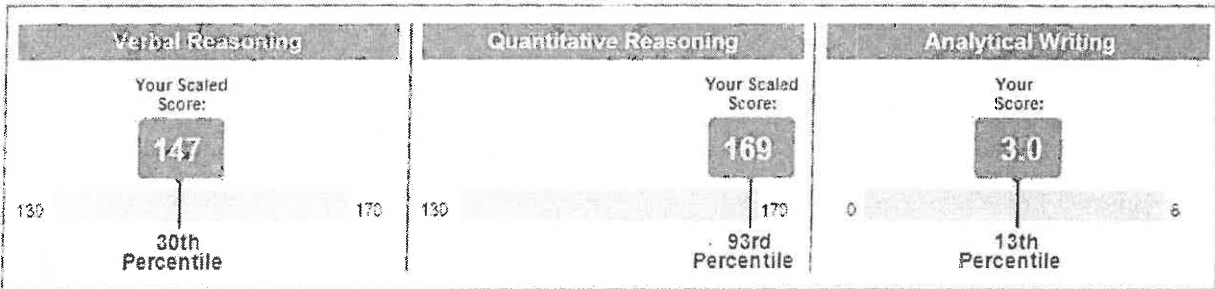 Verbal Reasoning
Your Scaled
Score:
147
130
170
30th
Percentile
Quantitative Reasoning
Your Scaled
Score:
169
130
170
93rd
Percentile
Analytical Writing
Your
Score:
3.0
0
6
13th
Percentile